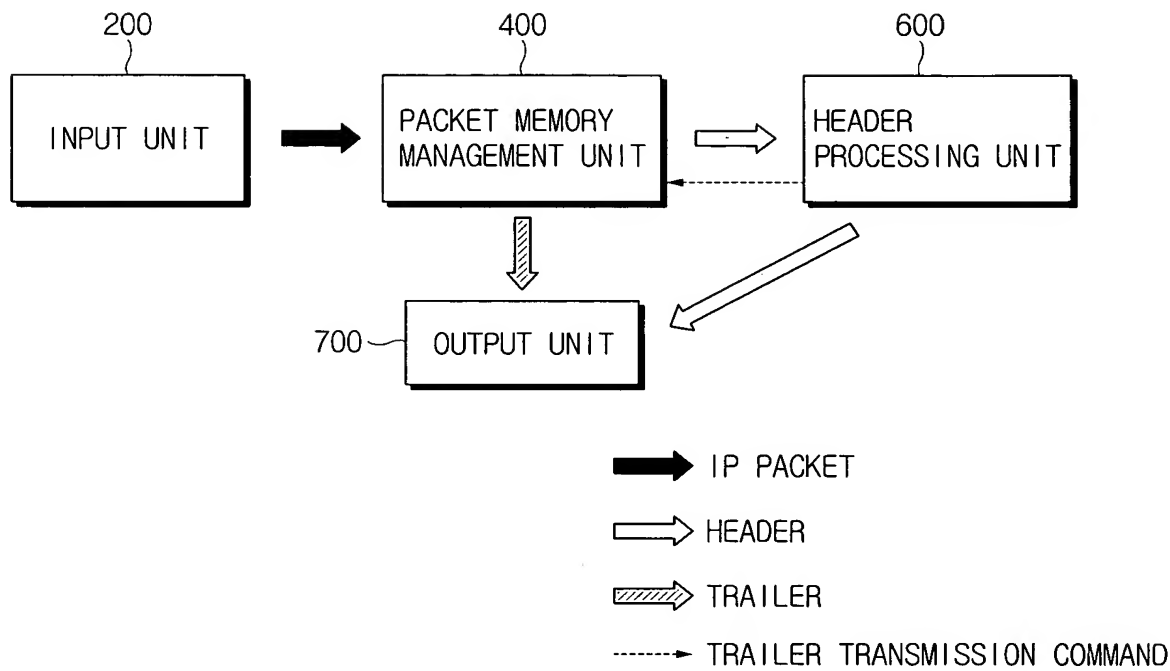 200
400
600
INPUT UNIT
PACKET MEMORY
MANAGEMENT UNIT
HEADER
PROCESSING UNIT
700
OUTPUT UNIT
IP PACKET
HEADER
TRAILER
TRAILER TRANSMISSION COMMAND